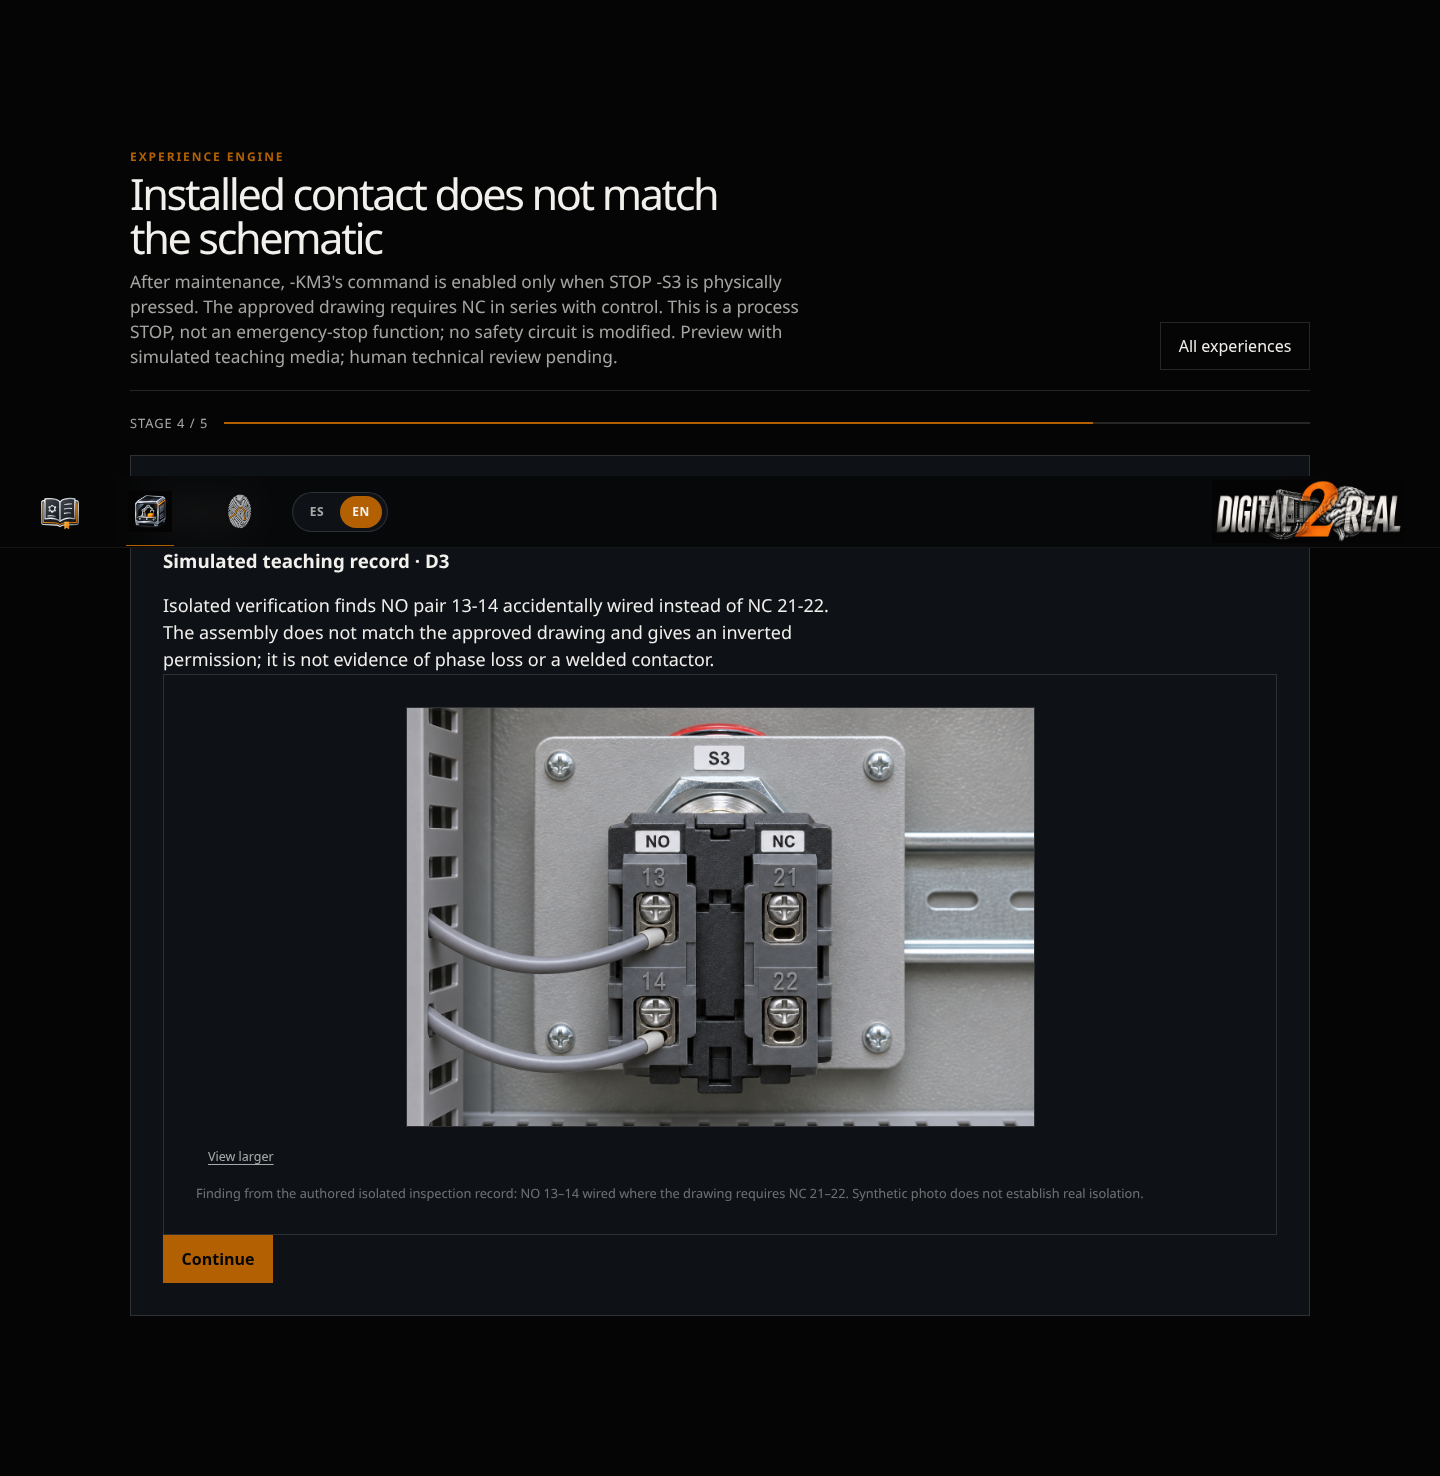 EXPERIENCE ENGINE
Installed contact does not match
the schematic
After maintenance, -KM3's command is enabled only when STOP -S3 is physically
pressed. The approved drawing requires NC in series with control. This is a process
STOP, not an emergency-stop function; no safety circuit is modified. Preview with
simulated teaching media; human technical review pending.
All experiences
STAGE 4 / 5
ES EN
DIGITAL 2 REAL
Simulated teaching record · D3
Isolated verification finds NO pair 13-14 accidentally wired instead of NC 21-22.
The assembly does not match the approved drawing and gives an inverted
permission; it is not evidence of phase loss or a welded contactor.
S3
NO NC
13 21
14 22
View larger
Finding from the authored isolated inspection record: NO 13–14 wired where the drawing requires NC 21–22. Synthetic photo does not establish real isolation.
Continue